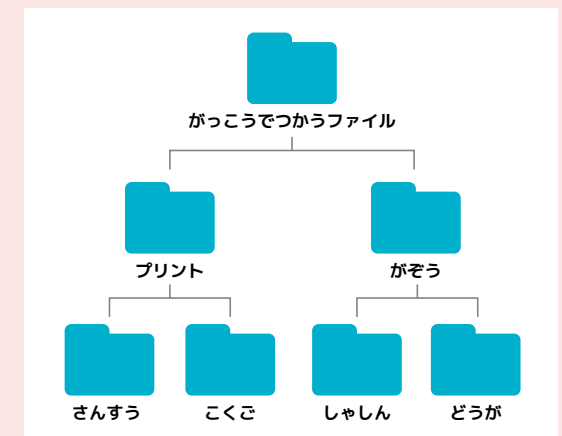 がっこうでつかうファイル
プリント
がぞう
さんすう
こくご
しゃしん
どうが